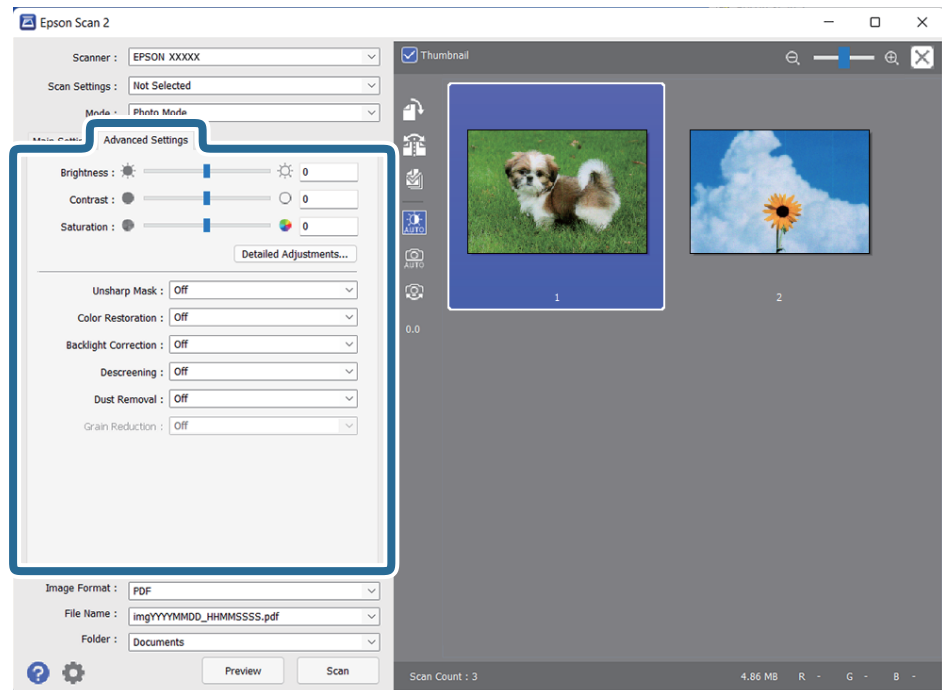 Epson Scan 2
Scanner : EPSON XXXXX
Scan Settings : Not Selected
Mode : Photo Mode
Advanced Settings
Brightness : 0
Contrast : 0
Saturation : 0
Detailed Adjustments...
Unsharp Mask : Off
Color Restoration : Off
Backlight Correction : Off
Descreening : Off
Dust Removal : Off
Grain Reduction : Off
Image Format : PDF
File Name : imgYYYYMMDD_HHMMSSSS.pdf
Folder : Documents
? Preview Scan
Thumbnail
AUTO
AUTO
0.0
1
2
Scan Count : 3 4.86 MB R - G - B -